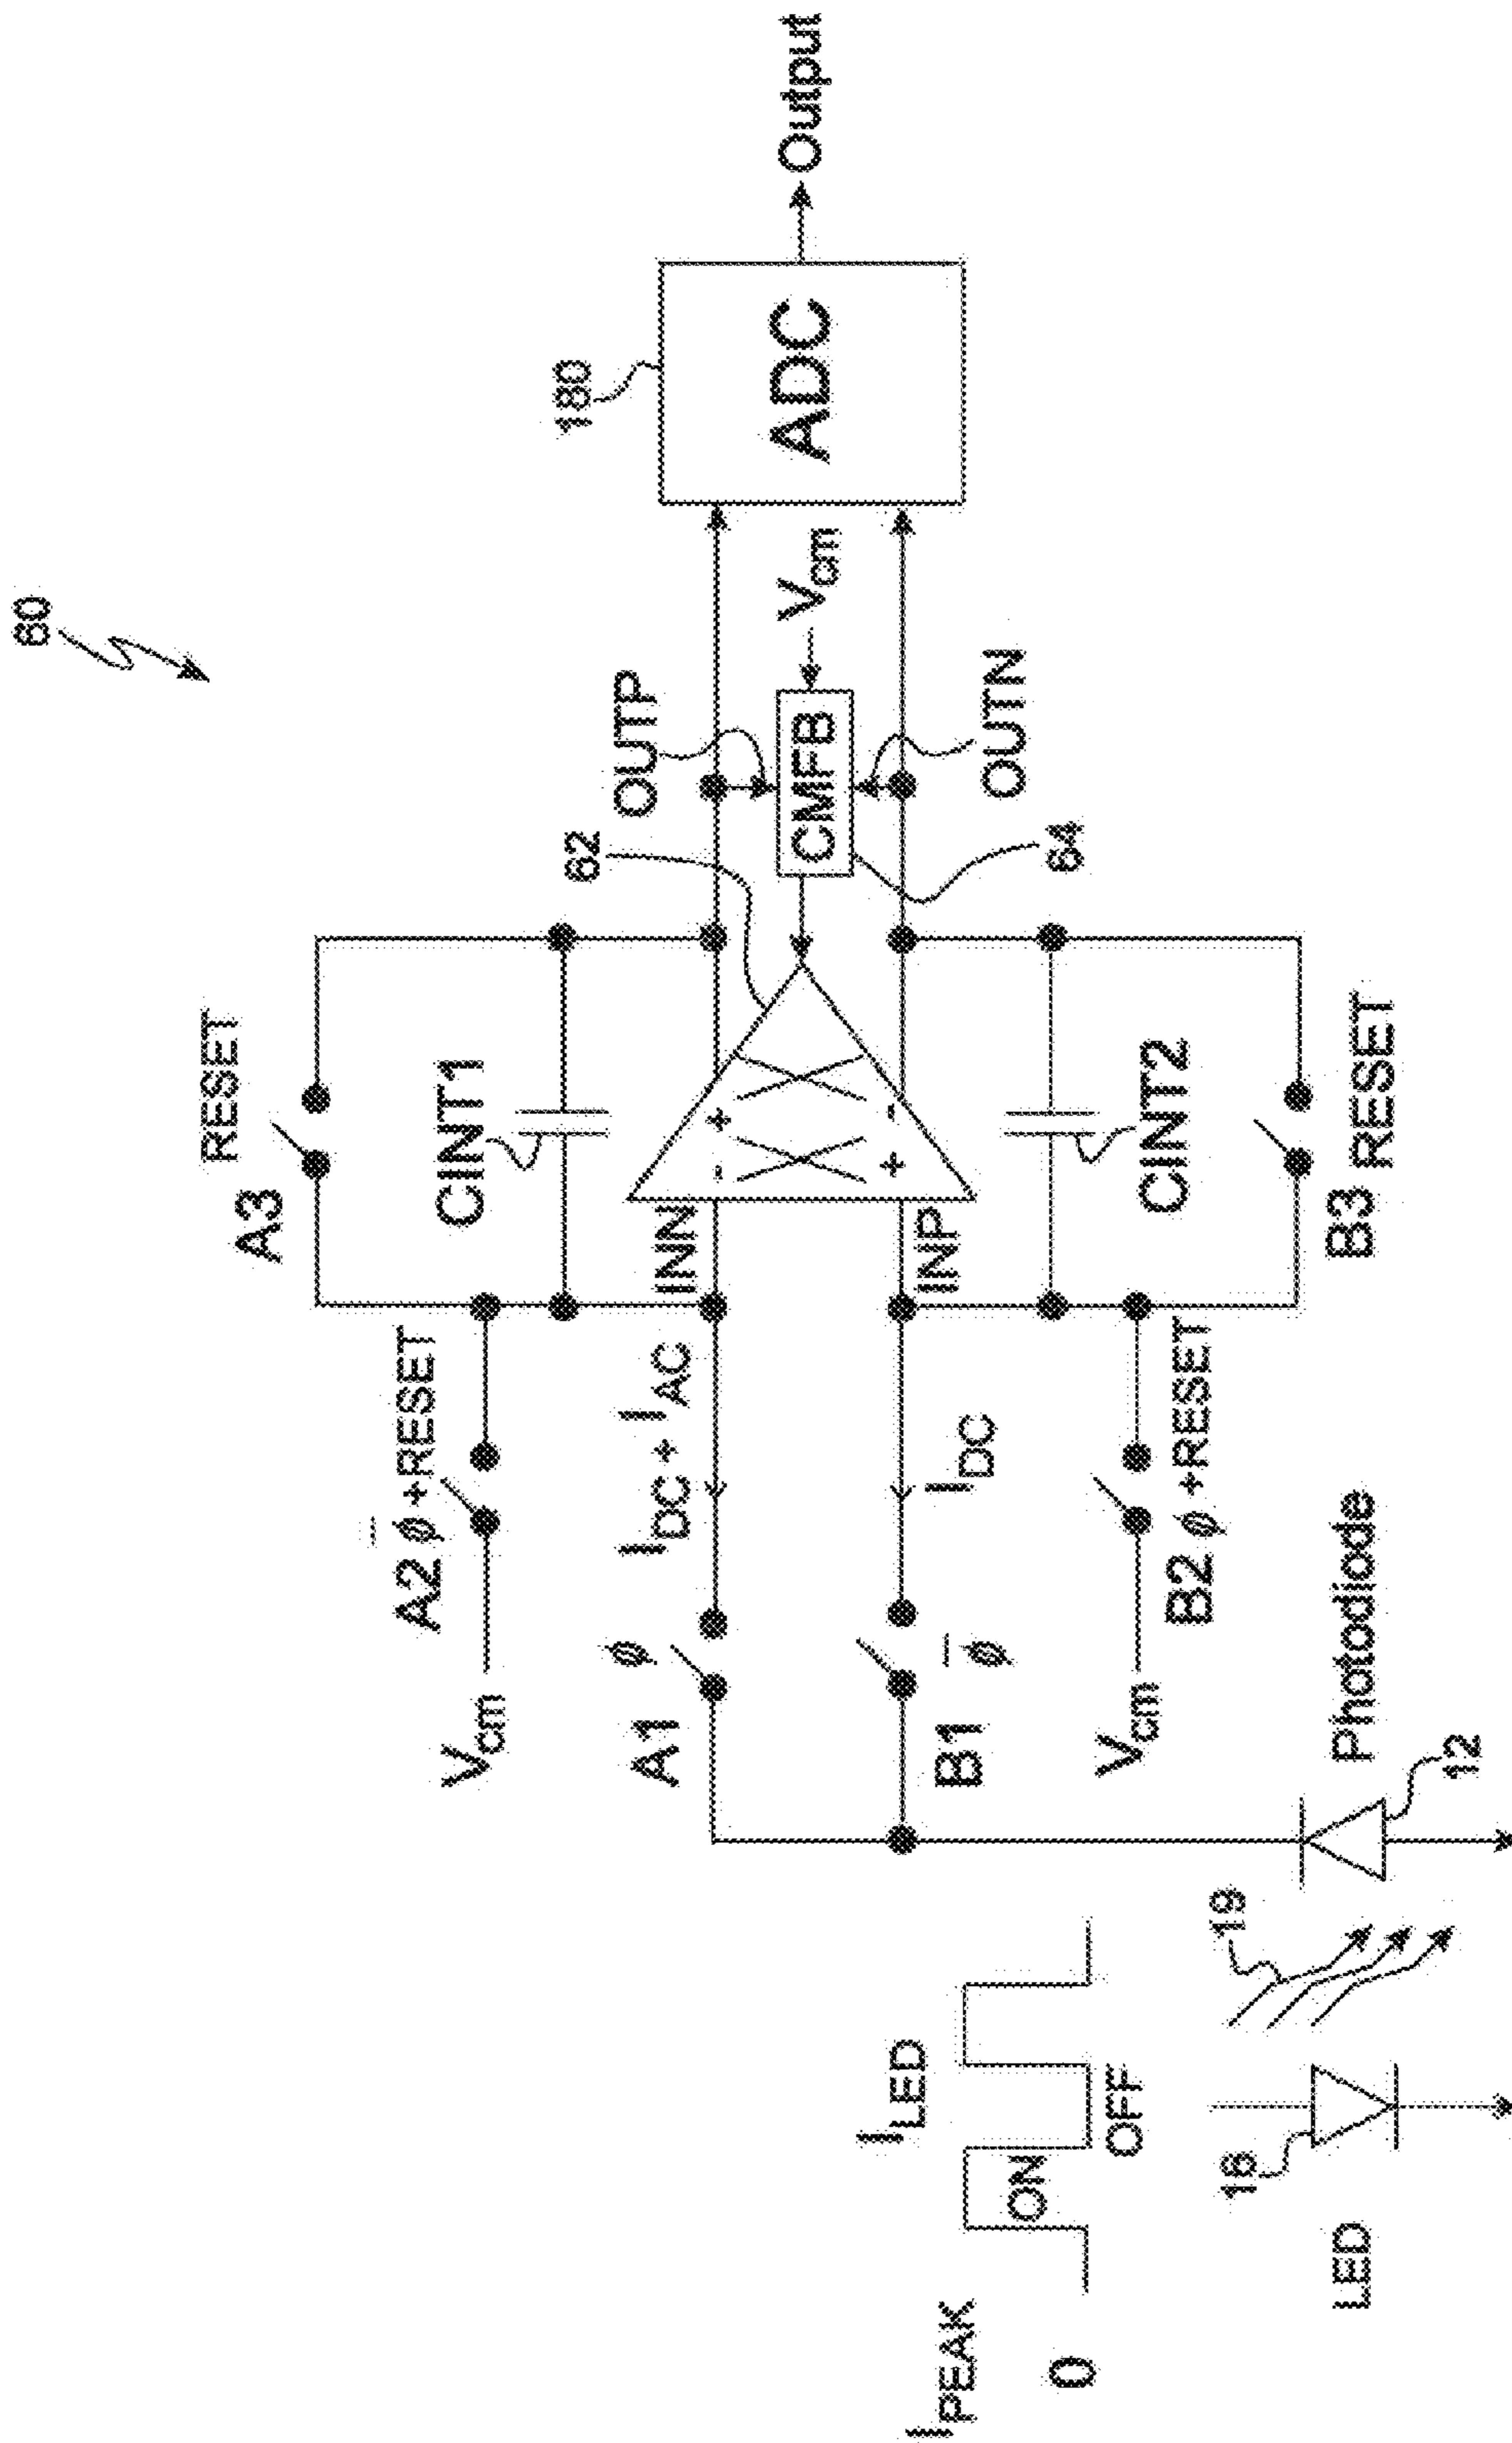 60
RESET
A3
A2 ϕ̅ +RESET
Vcm
CINT1
62
OUTP
180
A1 ϕ
IDC + IAC
INN
- +
CMFB
Vcm
ADC
Output
B1 ϕ̅
IDC
INP
+ -
OUTN
64
CINT2
Vcm
B2 ϕ +RESET
B3 RESET
Photodiode
12
ILED
IPEAK
0
ON
OFF
19
16
LED